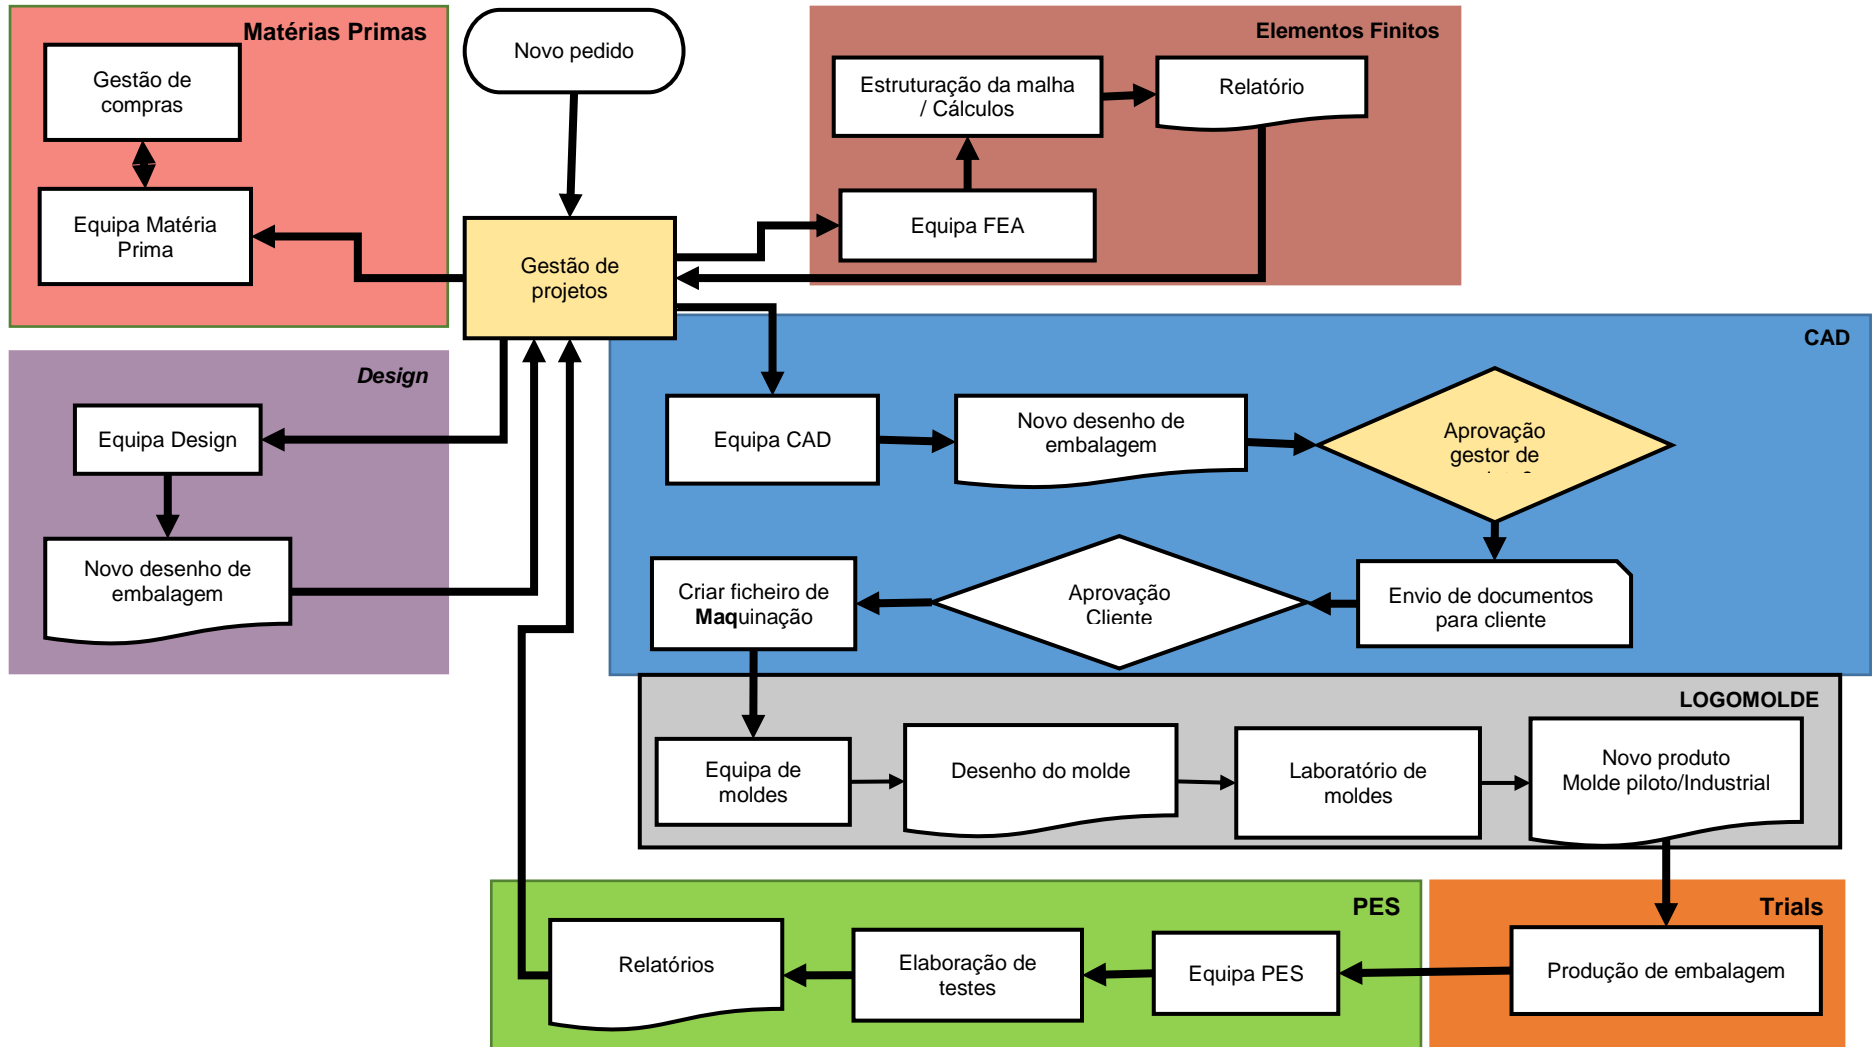 Matérias Primas
Gestão de
compras
Equipa Matéria
Prima
Novo pedido
Gestão de
projetos
Elementos Finitos
Estruturação da malha
/ Cálculos
Relatório
Equipa FEA
Design
Equipa Design
Novo desenho de
embalagem
CAD
Equipa CAD
Novo desenho de
embalagem
Aprovação
gestor de
Criar ficheiro de
Maquinação
Aprovação
Cliente
Envio de documentos
para cliente
LOGOMOLDE
Equipa de
moldes
Desenho do molde
Laboratório de
moldes
Novo produto
Molde piloto/Industrial
PES
Relatórios
Elaboração de
testes
Equipa PES
Trials
Produção de embalagem